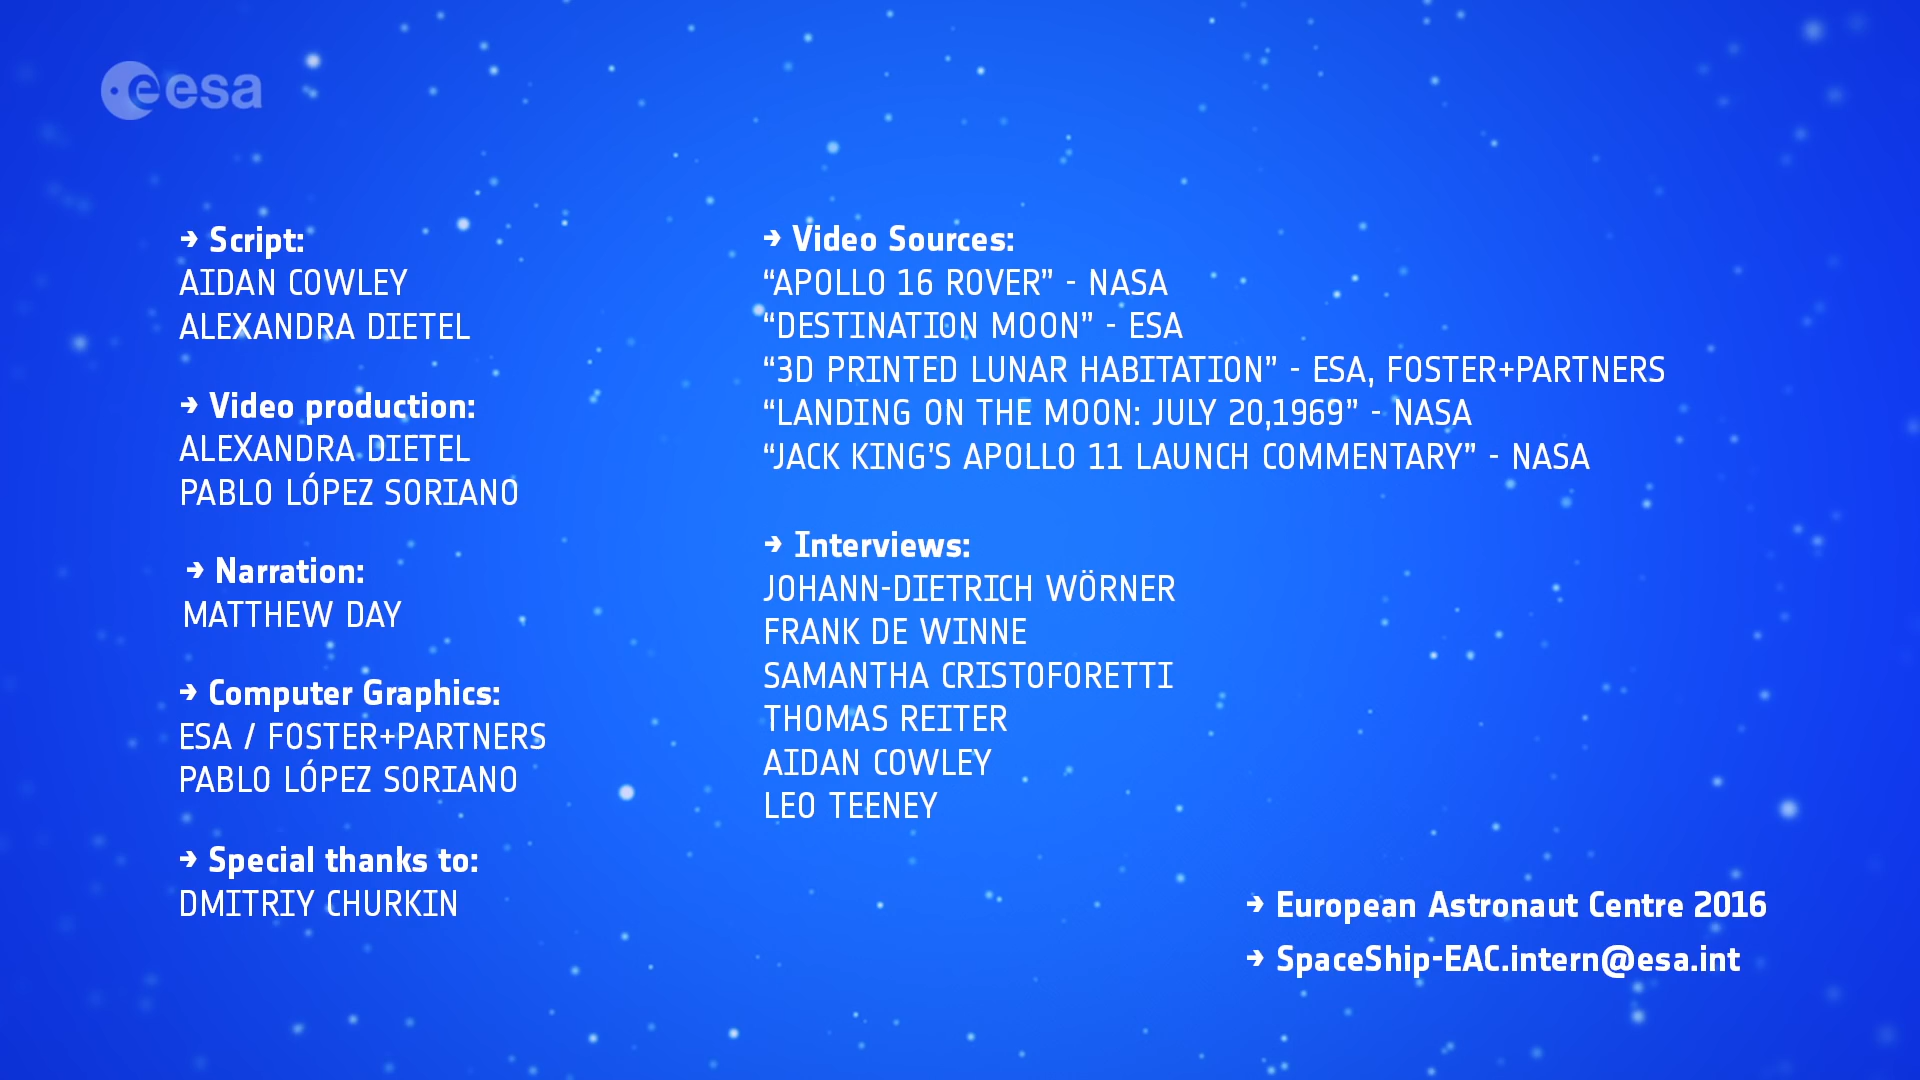 esa
→ Script:
AIDAN COWLEY
ALEXANDRA DIETEL
→ Video production:
ALEXANDRA DIETEL
PABLO LÓPEZ SORIANO
→ Narration:
MATTHEW DAY
→ Computer Graphics:
ESA / FOSTER+PARTNERS
PABLO LÓPEZ SORIANO
→ Special thanks to:
DMITRIY CHURKIN
→ Video Sources:
“APOLLO 16 ROVER” - NASA
“DESTINATION MOON” - ESA
“3D PRINTED LUNAR HABITATION” - ESA, FOSTER+PARTNERS
“LANDING ON THE MOON: JULY 20,1969” - NASA
“JACK KING’S APOLLO 11 LAUNCH COMMENTARY” - NASA
→ Interviews:
JOHANN-DIETRICH WÖRNER
FRANK DE WINNE
SAMANTHA CRISTOFORETTI
THOMAS REITER
AIDAN COWLEY
LEO TEENEY
→ European Astronaut Centre 2016
→ SpaceShip-EAC.intern@esa.int